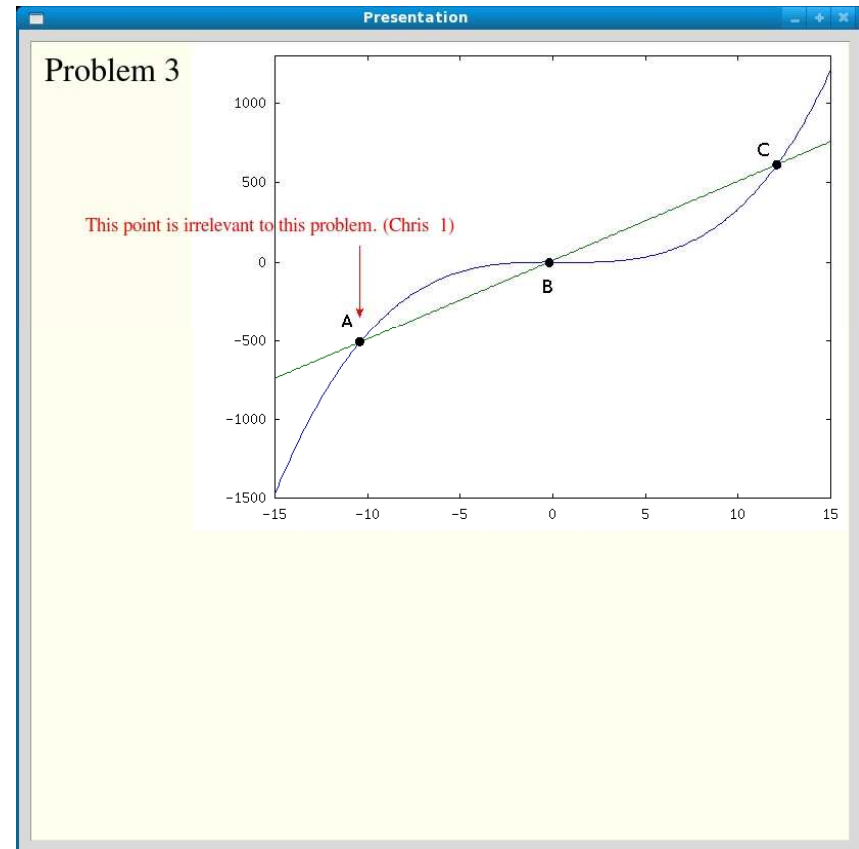 Presentation
Problem 3
1000
500
This point is irrelevant to this problem. (Chris 1)
0
-500
-1000
-1500
A
B
C
-15 -10 -5 0 5 10 15